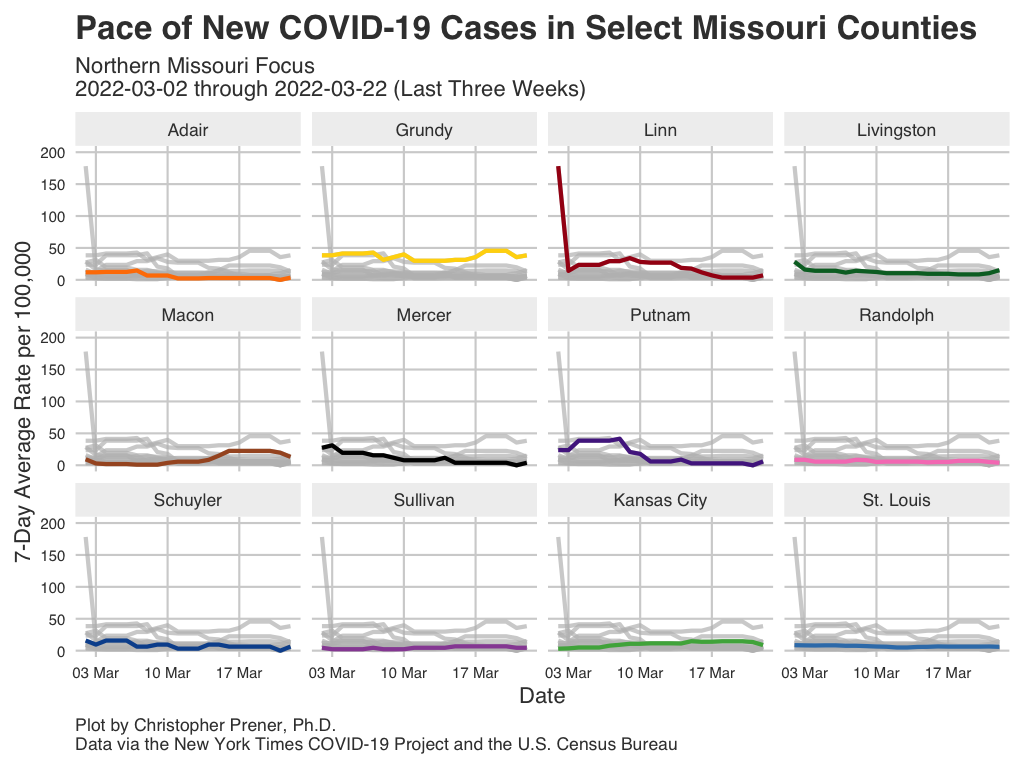 Pace of New COVID-19 Cases in Select Missouri Counties
Northern Missouri Focus
2022-03-02 through 2022-03-22 (Last Three Weeks)
Adair Grundy Linn Livingston
200
150
100
50
0
Macon Mercer Putnam Randolph
200
150
100
50
0
Schuyler Sullivan Kansas City St. Louis
200
150
100
50
0
7-Day Average Rate per 100,000
03 Mar 10 Mar 17 Mar 03 Mar 10 Mar 17 Mar 03 Mar 10 Mar 17 Mar 03 Mar 10 Mar 17 Mar
Date
Plot by Christopher Prener, Ph.D.
Data via the New York Times COVID-19 Project and the U.S. Census Bureau